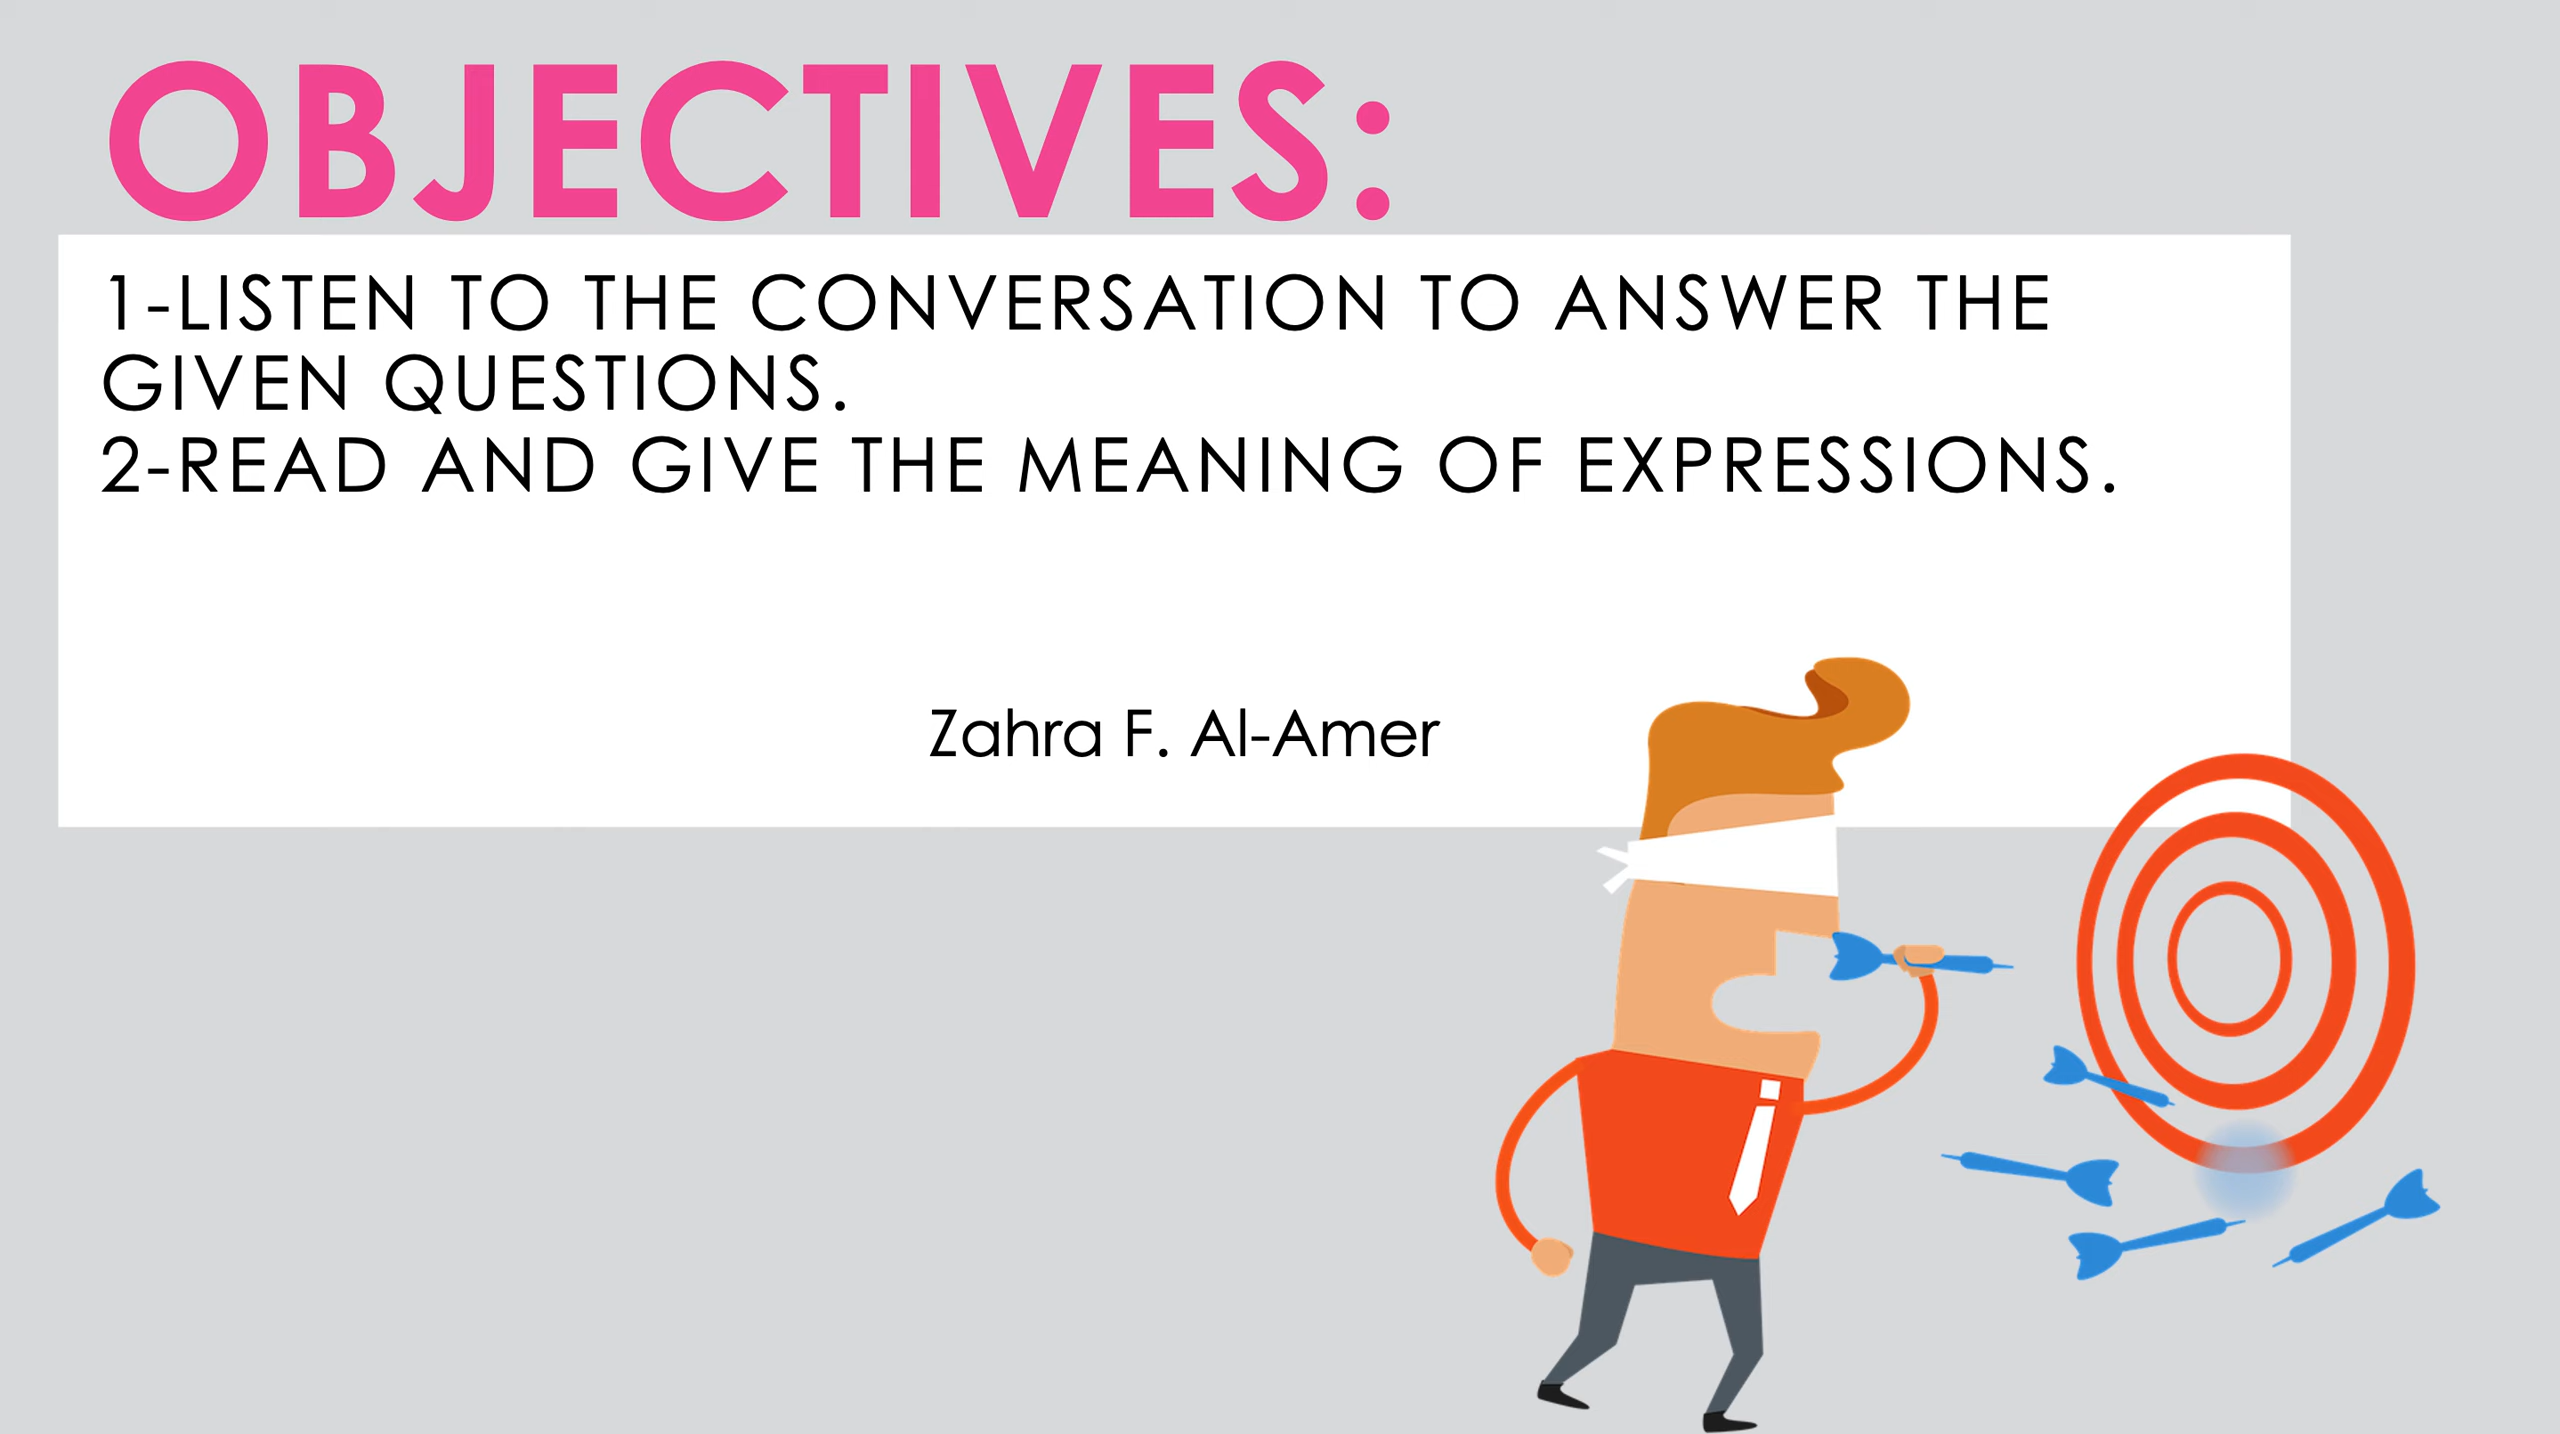 OBJECTIVES:
1-LISTEN TO THE CONVERSATION TO ANSWER THE
GIVEN QUESTIONS.
2-READ AND GIVE THE MEANING OF EXPRESSIONS.
Zahra F. Al-Amer